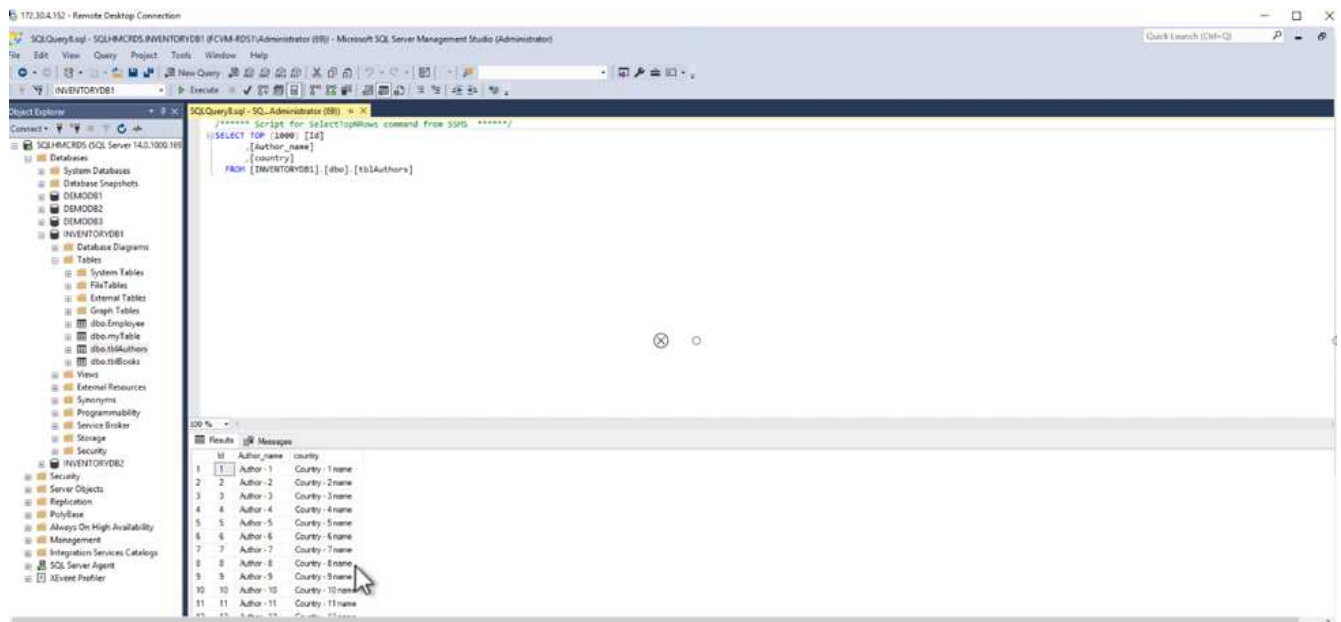 172.30.4.152 - Remote Desktop Connection
SQLQuery8.sql - SQLHMCRDS.INVENTORYDB1 (FCVM-RDS1\Administrator (69)) - Microsoft SQL Server Management Studio (Administrator)
Quick Launch (Ctrl+Q)
File Edit View Query Project Tools Window Help
New Query
INVENTORYDB1
Execute
Object Explorer
SQLQuery8.sql - SQ...Administrator (69))
Connect
/****** Script for SelectTopNRows command from SSMS ******/
SELECT TOP (1000) [Id]
,[Author_name]
,[country]
FROM [INVENTORYDB1].[dbo].[tblAuthors]
SQLHMCRDS (SQL Server 14.0.1000.169
Databases
System Databases
Database Snapshots
DEMODB1
DEMODB2
DEMODB3
INVENTORYDB1
Database Diagrams
Tables
System Tables
FileTables
External Tables
Graph Tables
dbo.Employee
dbo.myTable
dbo.tblAuthors
dbo.tblBooks
Views
External Resources
Synonyms
Programmability
Service Broker
Storage
Security
INVENTORYDB2
Security
Server Objects
Replication
PolyBase
Always On High Availability
Management
Integration Services Catalogs
SQL Server Agent
XEvent Profiler
100 %
Results Messages
Id Author_name country
1 1 Author - 1 Country - 1 name
2 2 Author - 2 Country - 2 name
3 3 Author - 3 Country - 3 name
4 4 Author - 4 Country - 4 name
5 5 Author - 5 Country - 5 name
6 6 Author - 6 Country - 6 name
7 7 Author - 7 Country - 7 name
8 8 Author - 8 Country - 8 name
9 9 Author - 9 Country - 9 name
10 10 Author - 10 Country - 10 name
11 11 Author - 11 Country - 11 name